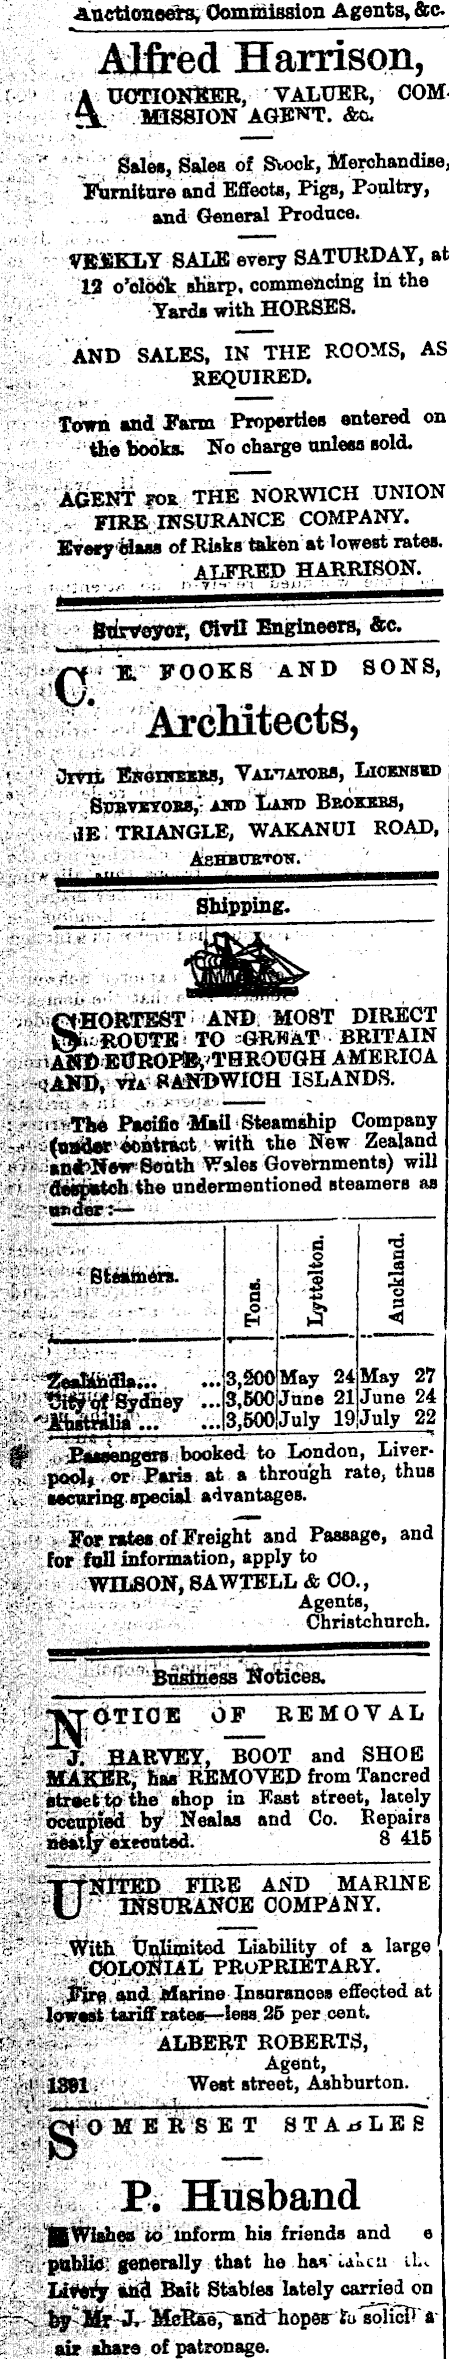 Auctioneers, Commission Agents, &c.
Alfred Harrison,
AUCTIONEER, VALUER, COM-
MISSION AGENT. &c.
Sales, Sales of Stock, Merchandise,
Furniture and Effects, Pigs, Poultry,
and General Produce.
WEEKLY SALE every SATURDAY, at
12 o'clock sharp, commencing in the
Yards with HORSES.
AND SALES, IN THE ROOMS, AS
REQUIRED.
Town and Farm Properties entered on
the books. No charge unless sold.
AGENT FOR THE NORWICH UNION
FIRE INSURANCE COMPANY.
Every class of Risks taken at lowest rates.
ALFRED HARRISON.
Surveyor, Civil Engineers, &c.
C. E. FOOKS AND SONS,
Architects,
CIVIL ENGINEERS, VALUATORS, LICENSED
SURVEYORS, AND LAND BROKERS,
HE TRIANGLE, WAKANUI ROAD,
ASHBURTON.
Shipping.
SHORTEST AND MOST DIRECT
ROUTE TO GREAT BRITAIN
AND EUROPE, THROUGH AMERICA
AND, VIA SANDWICH ISLANDS.
The Pacific Mail Steamship Company
(under contract with the New Zealand
and New South Wales Governments) will
despatch the undermentioned steamers as
under:—
Steamers. Tons. Lyttelton. Auckland.
Zealandia... ... 3,200 May 24 May 27
City of Sydney ... 3,500 June 21 June 24
Australia ... ... 3,500 July 19 July 22
Passengers booked to London, Liver-
pool, or Paris at a through rate, thus
securing special advantages.
For rates of Freight and Passage, and
for full information, apply to
WILSON, SAWTELL & CO.,
Agents,
Christchurch.
Business Notices.
NOTICE OF REMOVAL
J. HARVEY, BOOT and SHOE
MAKER, has REMOVED from Tancred
street to the shop in East street, lately
occupied by Nealas and Co. Repairs
neatly executed. 8 415
UNITED FIRE AND MARINE
INSURANCE COMPANY.
With Unlimited Liability of a large
COLONIAL PROPRIETARY.
Fire and Marine Insurances effected at
lowest tariff rates—less 25 per cent.
ALBERT ROBERTS,
Agent,
1391 West street, Ashburton.
SOMERSET STABLES
P. Husband
Wishes to inform his friends and e
public generally that he has taken the
Livery and Bait Stables lately carried on
by Mr J. McRae, and hopes to solicit a
air share of patronage.